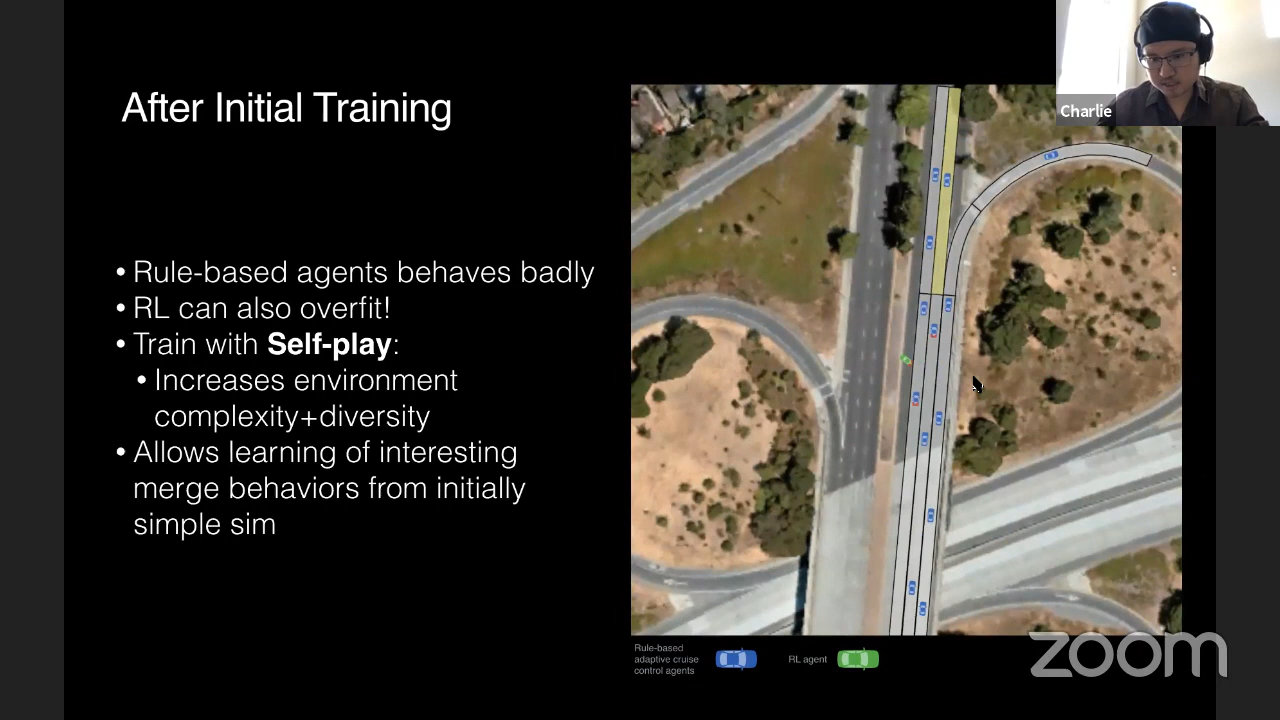 After Initial Training
Charlie
• Rule-based agents behaves badly
• RL can also overfit!
• Train with Self-play:
• Increases environment
complexity+diversity
• Allows learning of interesting
merge behaviors from initially
simple sim
Rule-based
adaptive cruise
control agents
RL agent
zoom